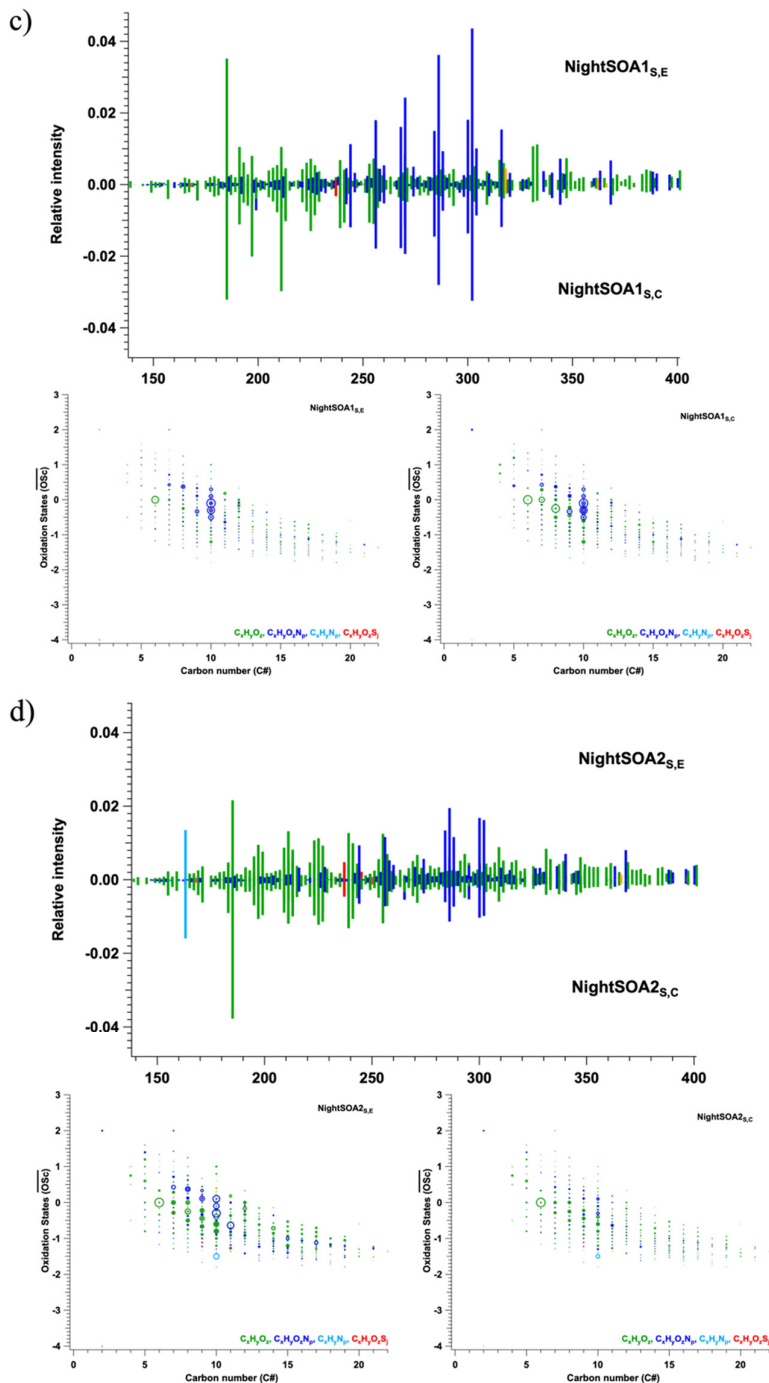 c)
0.04
0.02
0.00
-0.02
-0.04
Relative intensity
NightSOA1S,E
NightSOA1S,C
150 200 250 300 350 400
3
2
1
0
-1
-2
-3
-4
Oxidation States (OSc)
NightSOA1S,E
CxHyOz, CxHyOzNp, CxHyNp, CxHyOzSj
0 5 10 15 20
Carbon number (C#)
3
2
1
0
-1
-2
-3
-4
Oxidation States (OSc)
NightSOA1S,C
CxHyOz, CxHyOzNp, CxHyNp, CxHyOzSj
0 5 10 15 20
Carbon number (C#)
d)
0.04
0.02
0.00
-0.02
-0.04
Relative intensity
NightSOA2S,E
NightSOA2S,C
150 200 250 300 350 400
3
2
1
0
-1
-2
-3
-4
Oxidation States (OSc)
NightSOA2S,E
CxHyOz, CxHyOzNp, CxHyNp, CxHyOzSj
0 5 10 15 20
Carbon number (C#)
3
2
1
0
-1
-2
-3
-4
Oxidation States (OSc)
NightSOA2S,C
CxHyOz, CxHyOzNp, CxHyNp, CxHyOzSj
0 5 10 15 20
Carbon number (C#)